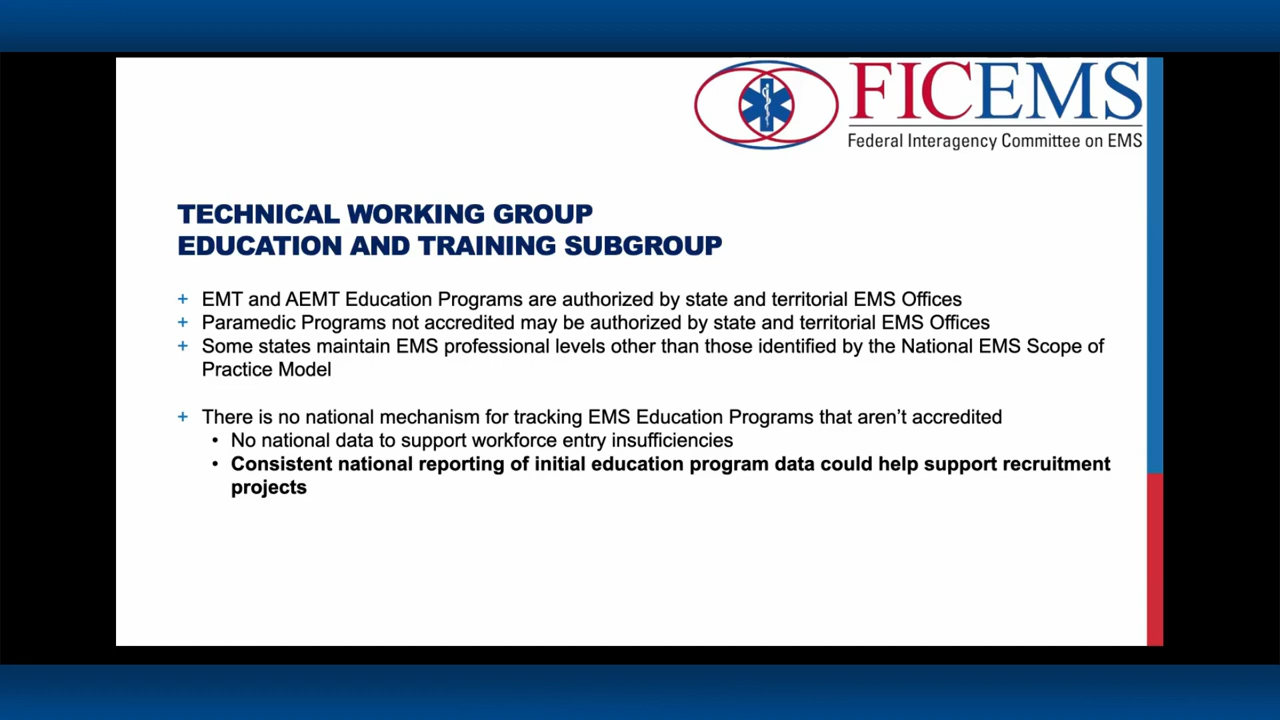 FICEMS
Federal Interagency Committee on EMS
TECHNICAL WORKING GROUP
EDUCATION AND TRAINING SUBGROUP
+ EMT and AEMT Education Programs are authorized by state and territorial EMS Offices
+ Paramedic Programs not accredited may be authorized by state and territorial EMS Offices
+ Some states maintain EMS professional levels other than those identified by the National EMS Scope of
Practice Model
+ There is no national mechanism for tracking EMS Education Programs that aren’t accredited
• No national data to support workforce entry insufficiencies
• Consistent national reporting of initial education program data could help support recruitment
projects